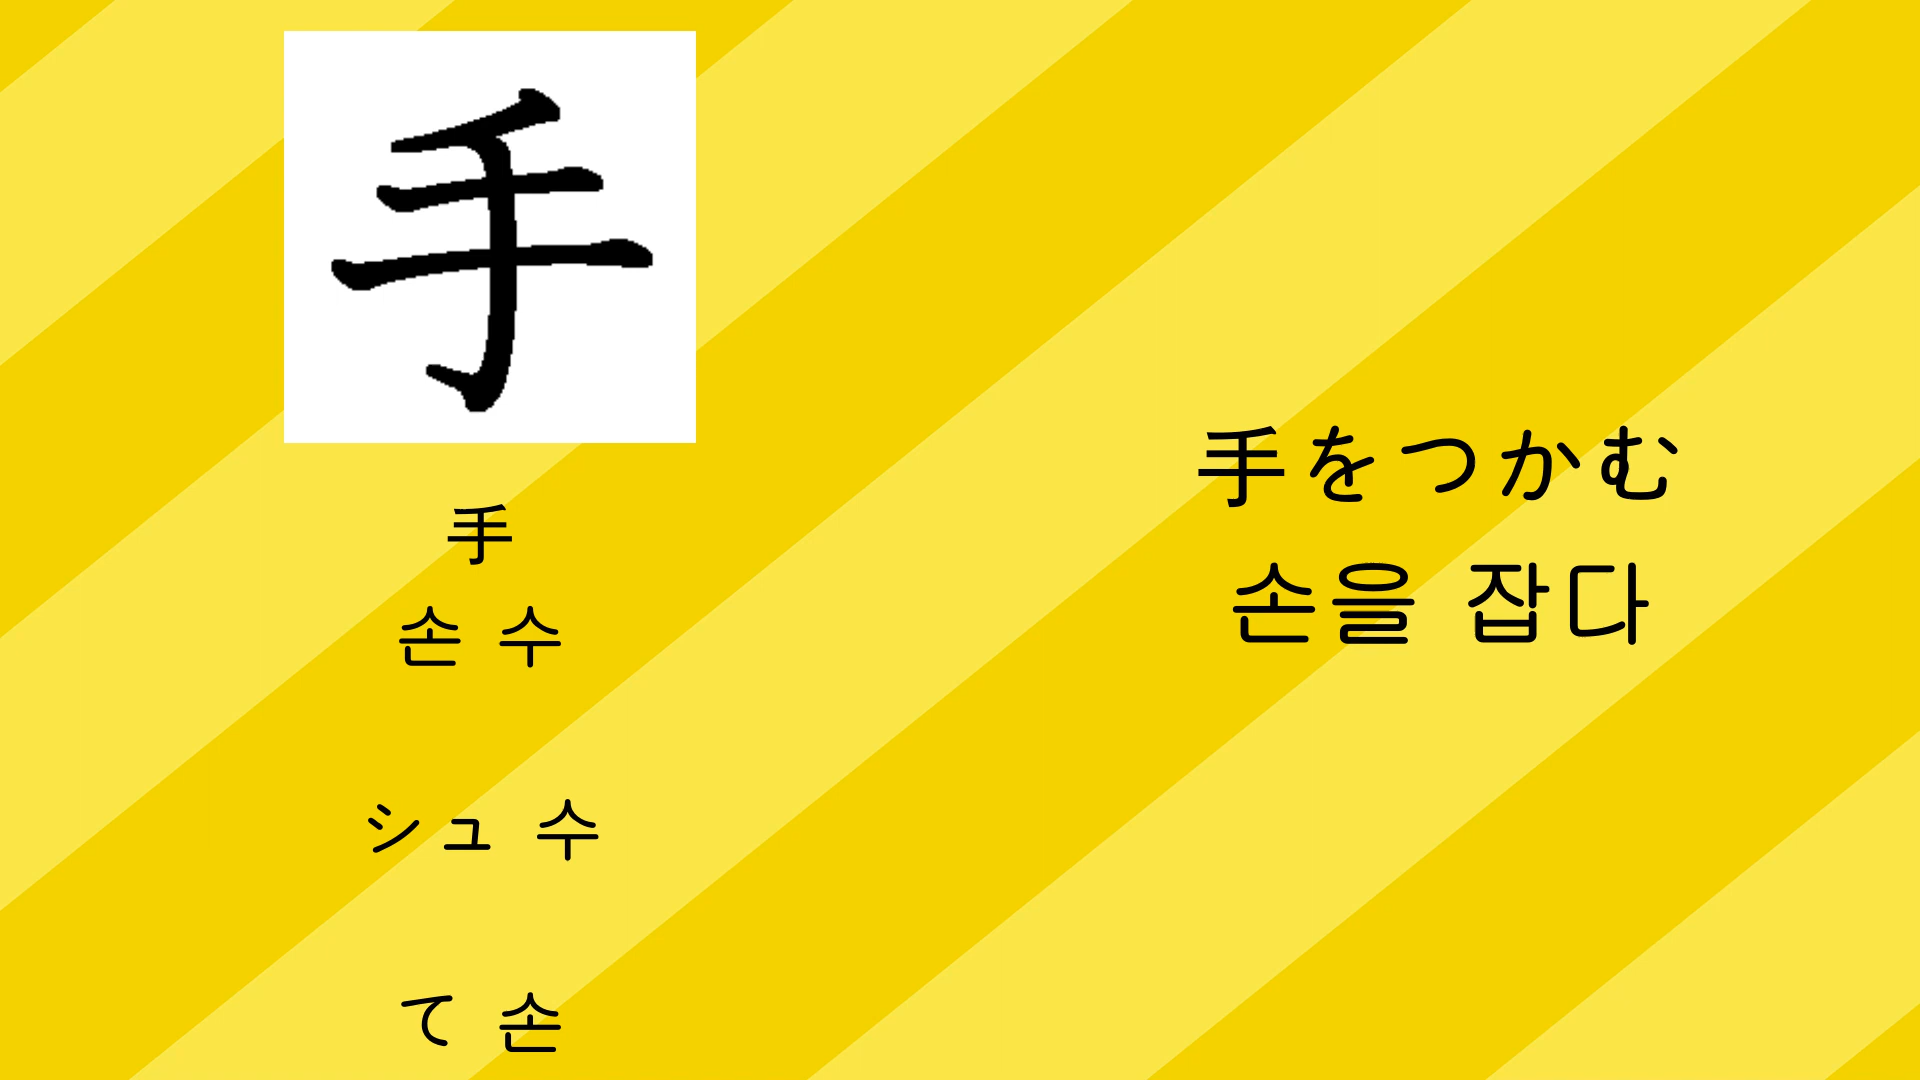 手
手
손 수
シュ 수
て 손
手をつかむ
손을 잡다